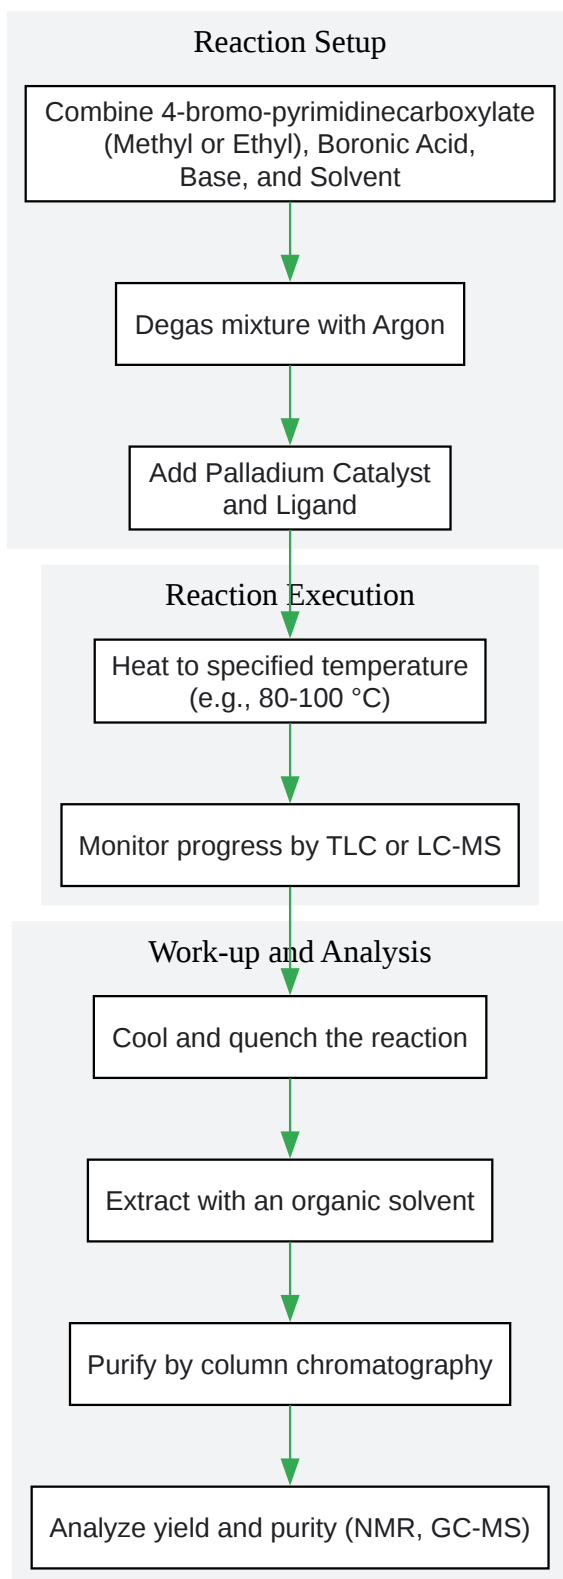 Reaction Setup
Combine 4-bromo-pyrimidinecarboxylate
(Methyl or Ethyl), Boronic Acid,
Base, and Solvent
Degas mixture with Argon
Add Palladium Catalyst
and Ligand
Reaction Execution
Heat to specified temperature
(e.g., 80-100 °C)
Monitor progress by TLC or LC-MS
Work-up and Analysis
Cool and quench the reaction
Extract with an organic solvent
Purify by column chromatography
Analyze yield and purity (NMR, GC-MS)